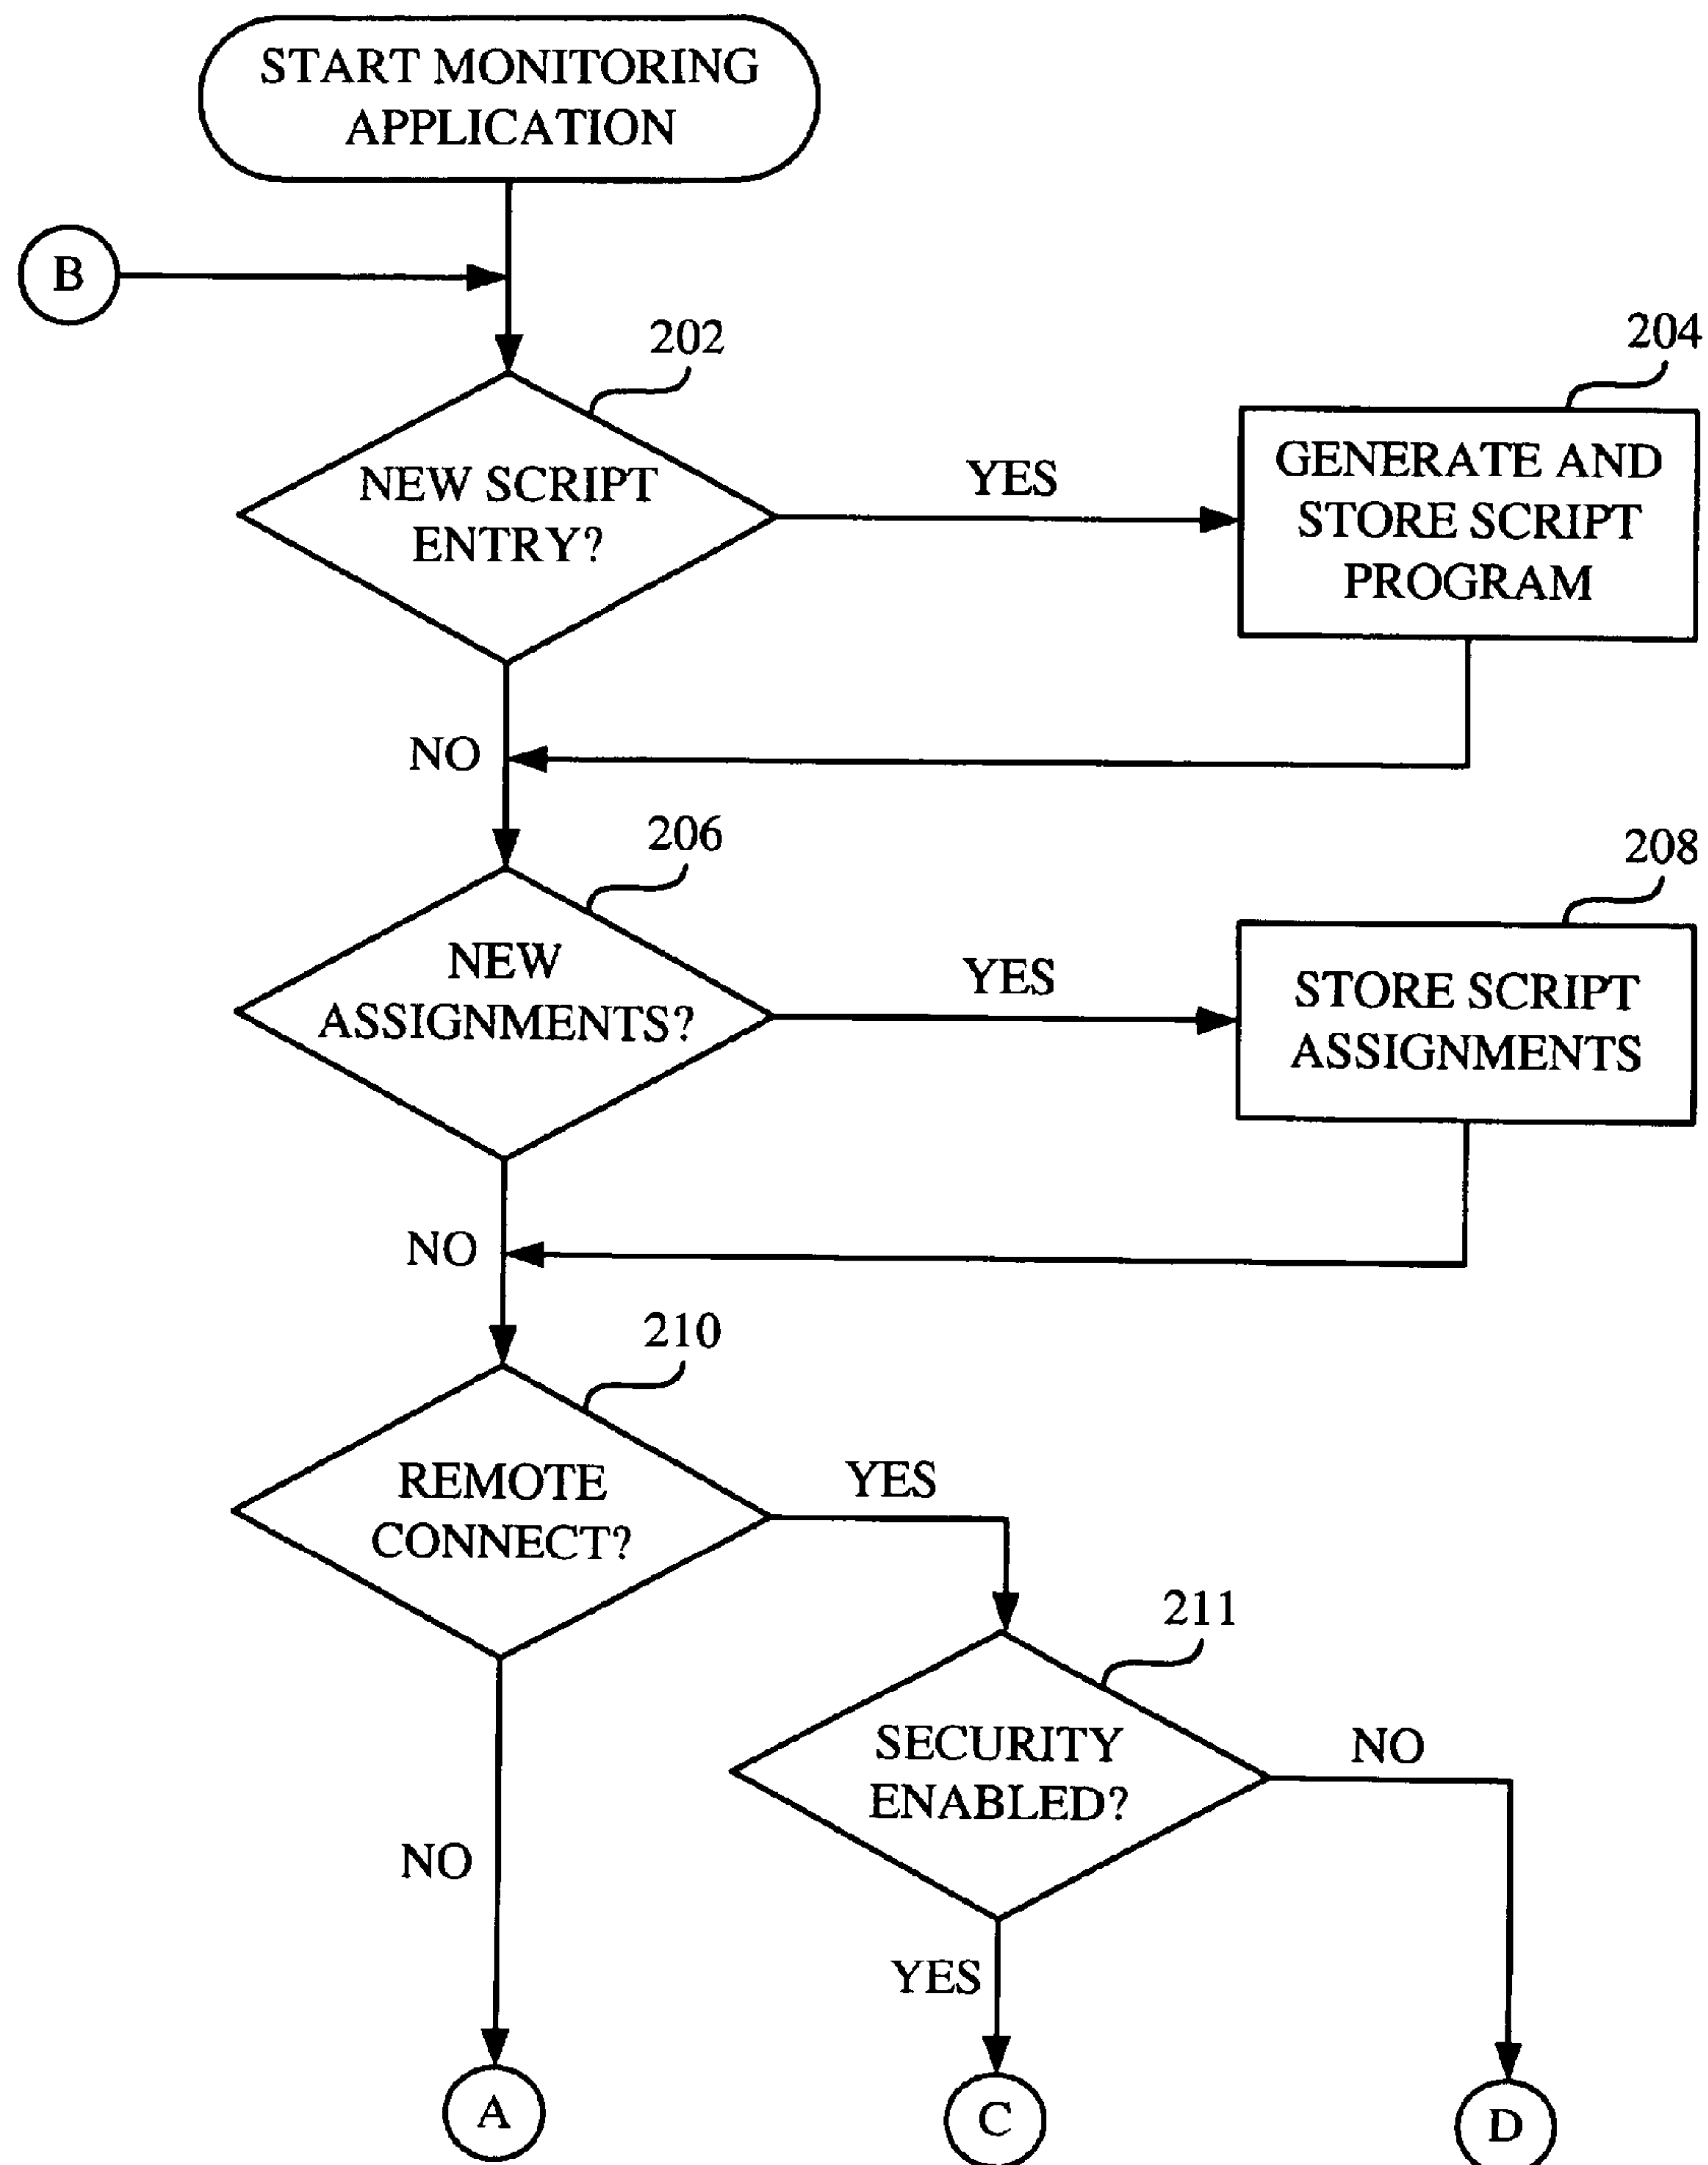 START MONITORING
APPLICATION
B
202
204
NEW SCRIPT
ENTRY?
YES
GENERATE AND
STORE SCRIPT
PROGRAM
NO
206
208
NEW
ASSIGNMENTS?
YES
STORE SCRIPT
ASSIGNMENTS
NO
210
REMOTE
CONNECT?
YES
211
SECURITY
ENABLED?
NO
NO
YES
A
C
D